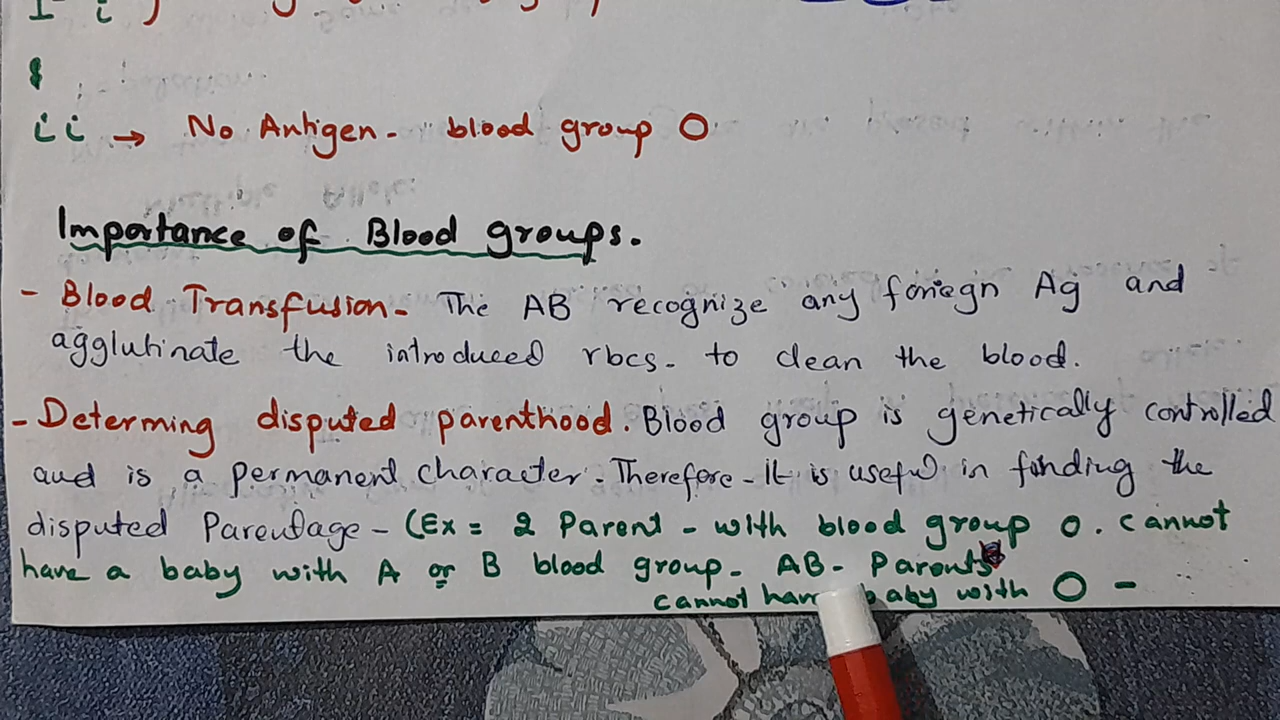 ii → No Antigen - blood group O
Importance of Blood groups.
- Blood Transfusion - The AB recognize any foriegn Ag and
agglutinate the introduced rbcs - to clean the blood.
- Determing disputed parenthood. Blood group is genetically controlled
and is a permanent character. Therefore - It is useful in finding the
disputed Parentage - (Ex = 2 Parent - with blood group O. cannot
have a baby with A or B blood group - AB - Parents
cannot have baby with O -